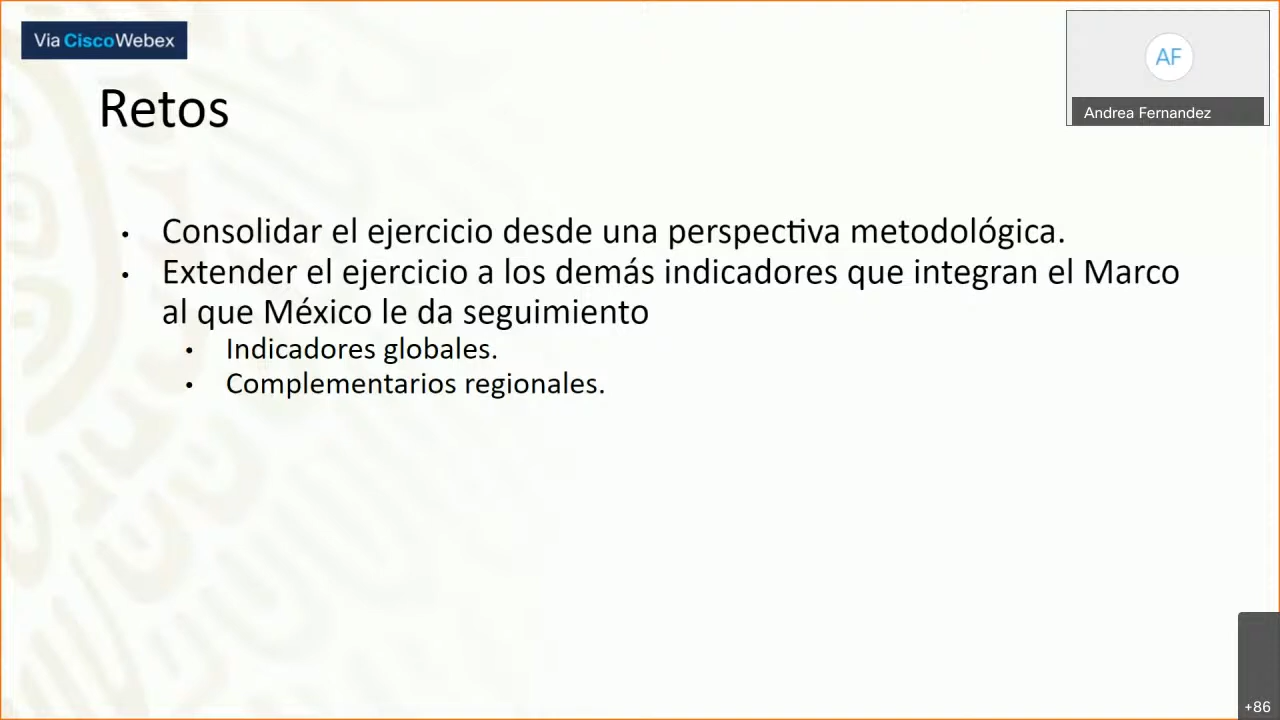 Via CiscoWebex
AF
Andrea Fernandez
Retos
• Consolidar el ejercicio desde una perspectiva metodológica.
• Extender el ejercicio a los demás indicadores que integran el Marco
al que México le da seguimiento
• Indicadores globales.
• Complementarios regionales.
+86